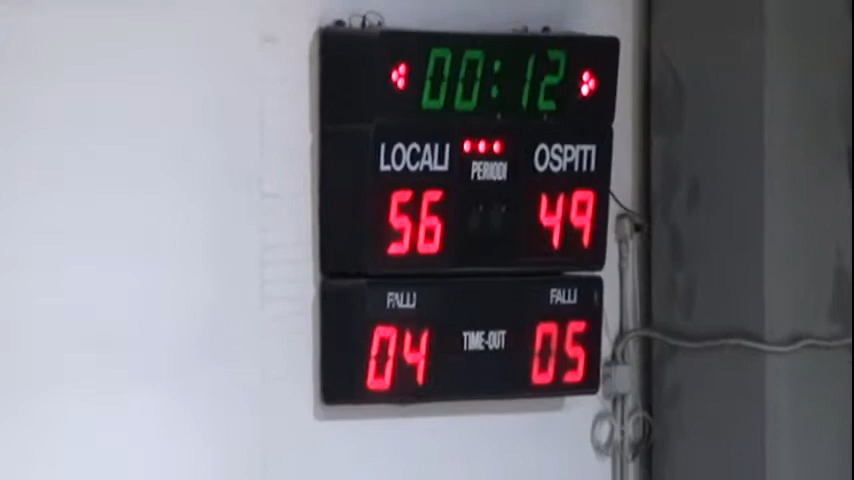 00:12
LOCALI PERIODI OSPITI
56 49
FALLI FALLI
04 TIME-OUT 05